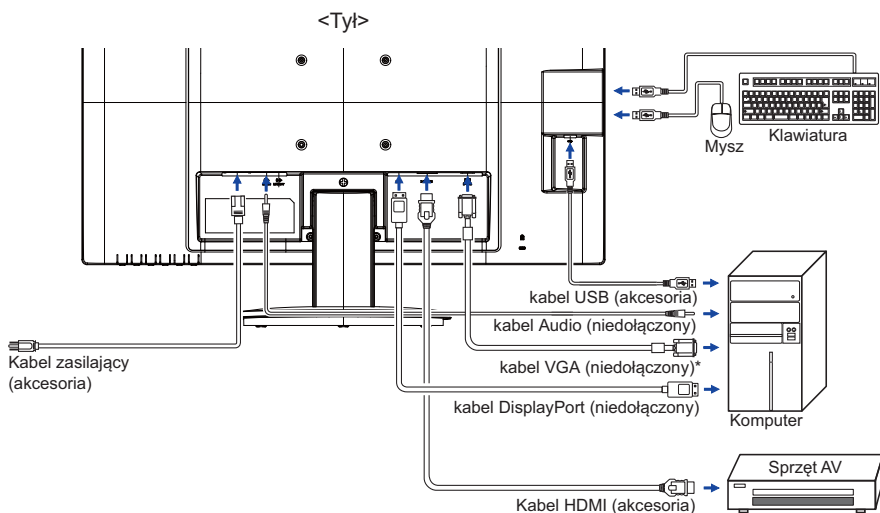 <Tył>
Klawiatura
Mysz
kabel USB (akcesoria)
kabel Audio (niedołączony)
Kabel zasilający
(akcesoria)
kabel VGA (niedołączony)*
kabel DisplayPort (niedołączony)
Komputer
Sprzęt AV
Kabel HDMI (akcesoria)